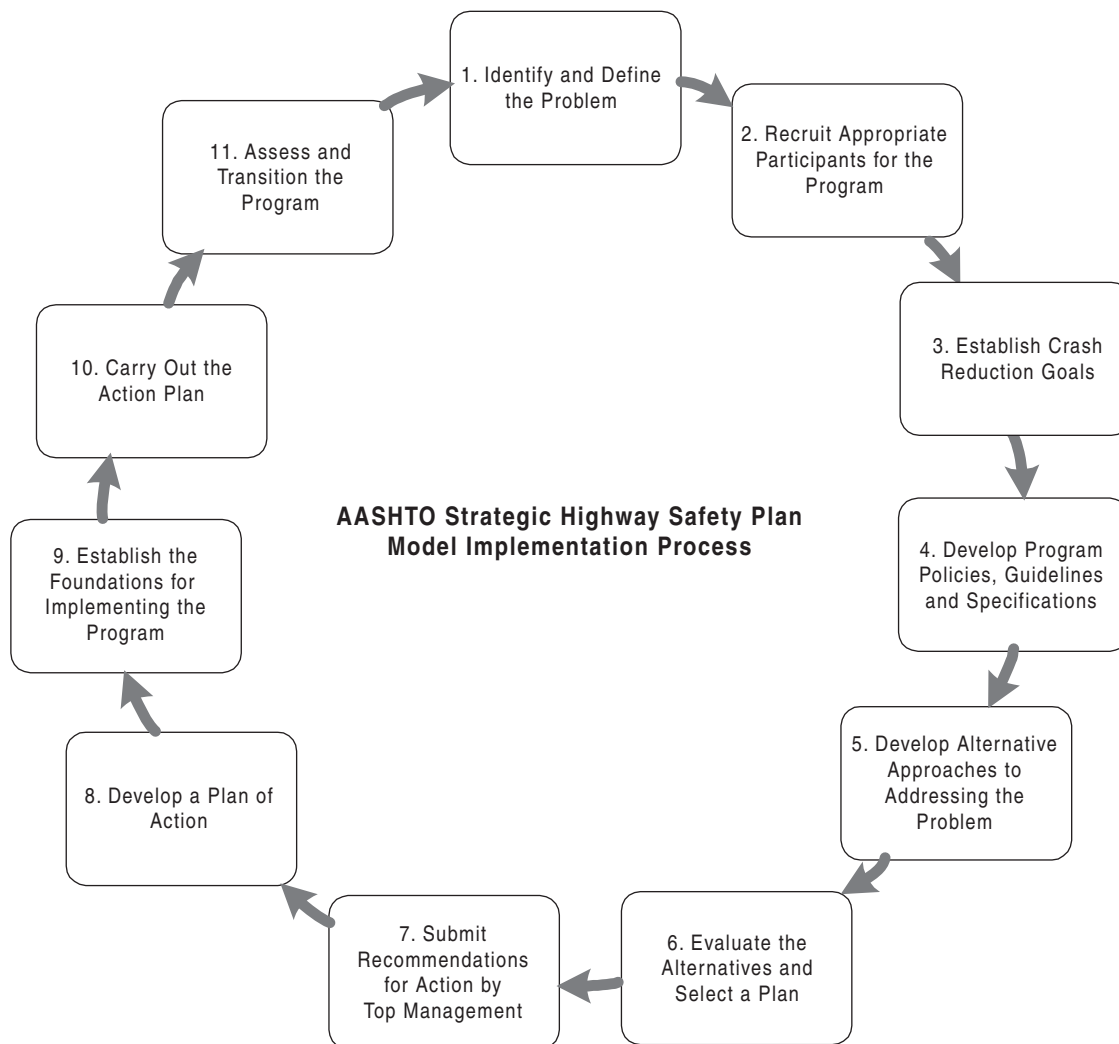 1. Identify and Define
the Problem
2. Recruit Appropriate
Participants for the
Program
3. Establish Crash
Reduction Goals
4. Develop Program
Policies, Guidelines
and Specifications
5. Develop Alternative
Approaches to
Addressing the
Problem
6. Evaluate the
Alternatives and
Select a Plan
7. Submit
Recommendations
for Action by
Top Management
8. Develop a Plan of
Action
9. Establish the
Foundations for
Implementing the
Program
10. Carry Out the
Action Plan
11. Assess and
Transition the
Program
AASHTO Strategic Highway Safety Plan
Model Implementation Process